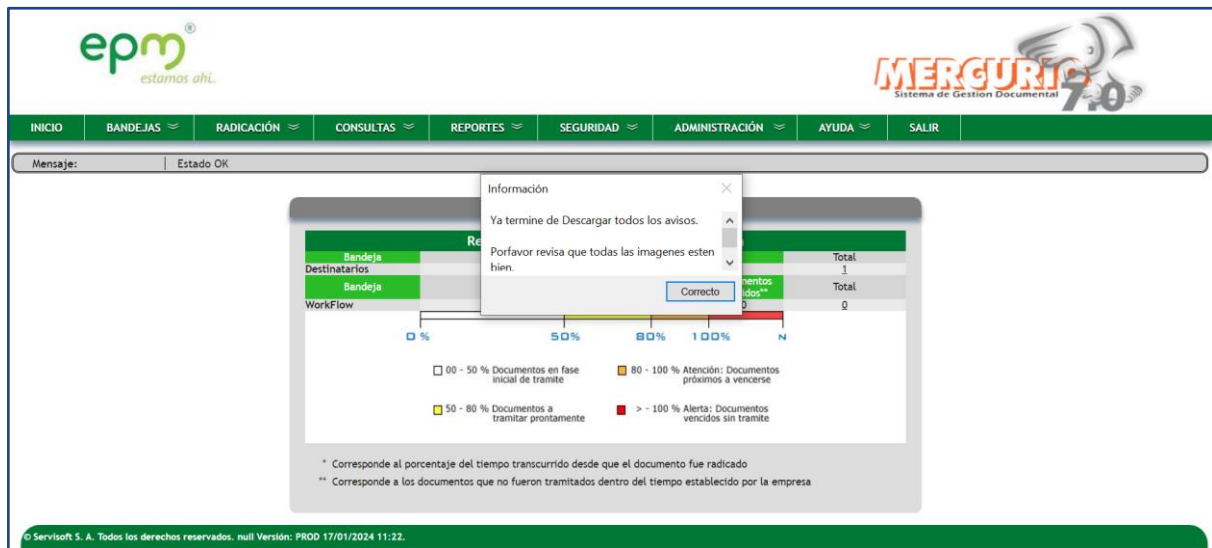 epm®
estamos ahí.
MERCURIO
Sistema de Gestión Documental
7.0
INICIO BANDEJAS RADICACIÓN CONSULTAS REPORTES SEGURIDAD ADMINISTRACIÓN AYUDA SALIR
Mensaje: Estado OK
Información
Ya termine de Descargar todos los avisos.
Porfavor revisa que todas las imagenes esten
bien.
Correcto
Re
Bandeja Total
Destinatarios 1
Bandeja Total
WorkFlow 0
0 % 50% 80% 100% N
00 - 50 % Documentos en fase
inicial de tramite
80 - 100 % Atención: Documentos
próximos a vencerse
50 - 80 % Documentos a
tramitar prontamente
> - 100 % Alerta: Documentos
vencidos sin tramite
* Corresponde al porcentaje del tiempo transcurrido desde que el documento fue radicado
** Corresponde a los documentos que no fueron tramitados dentro del tiempo establecido por la empresa
© Servisoft S. A. Todos los derechos reservados. null Versión: PROD 17/01/2024 11:22.